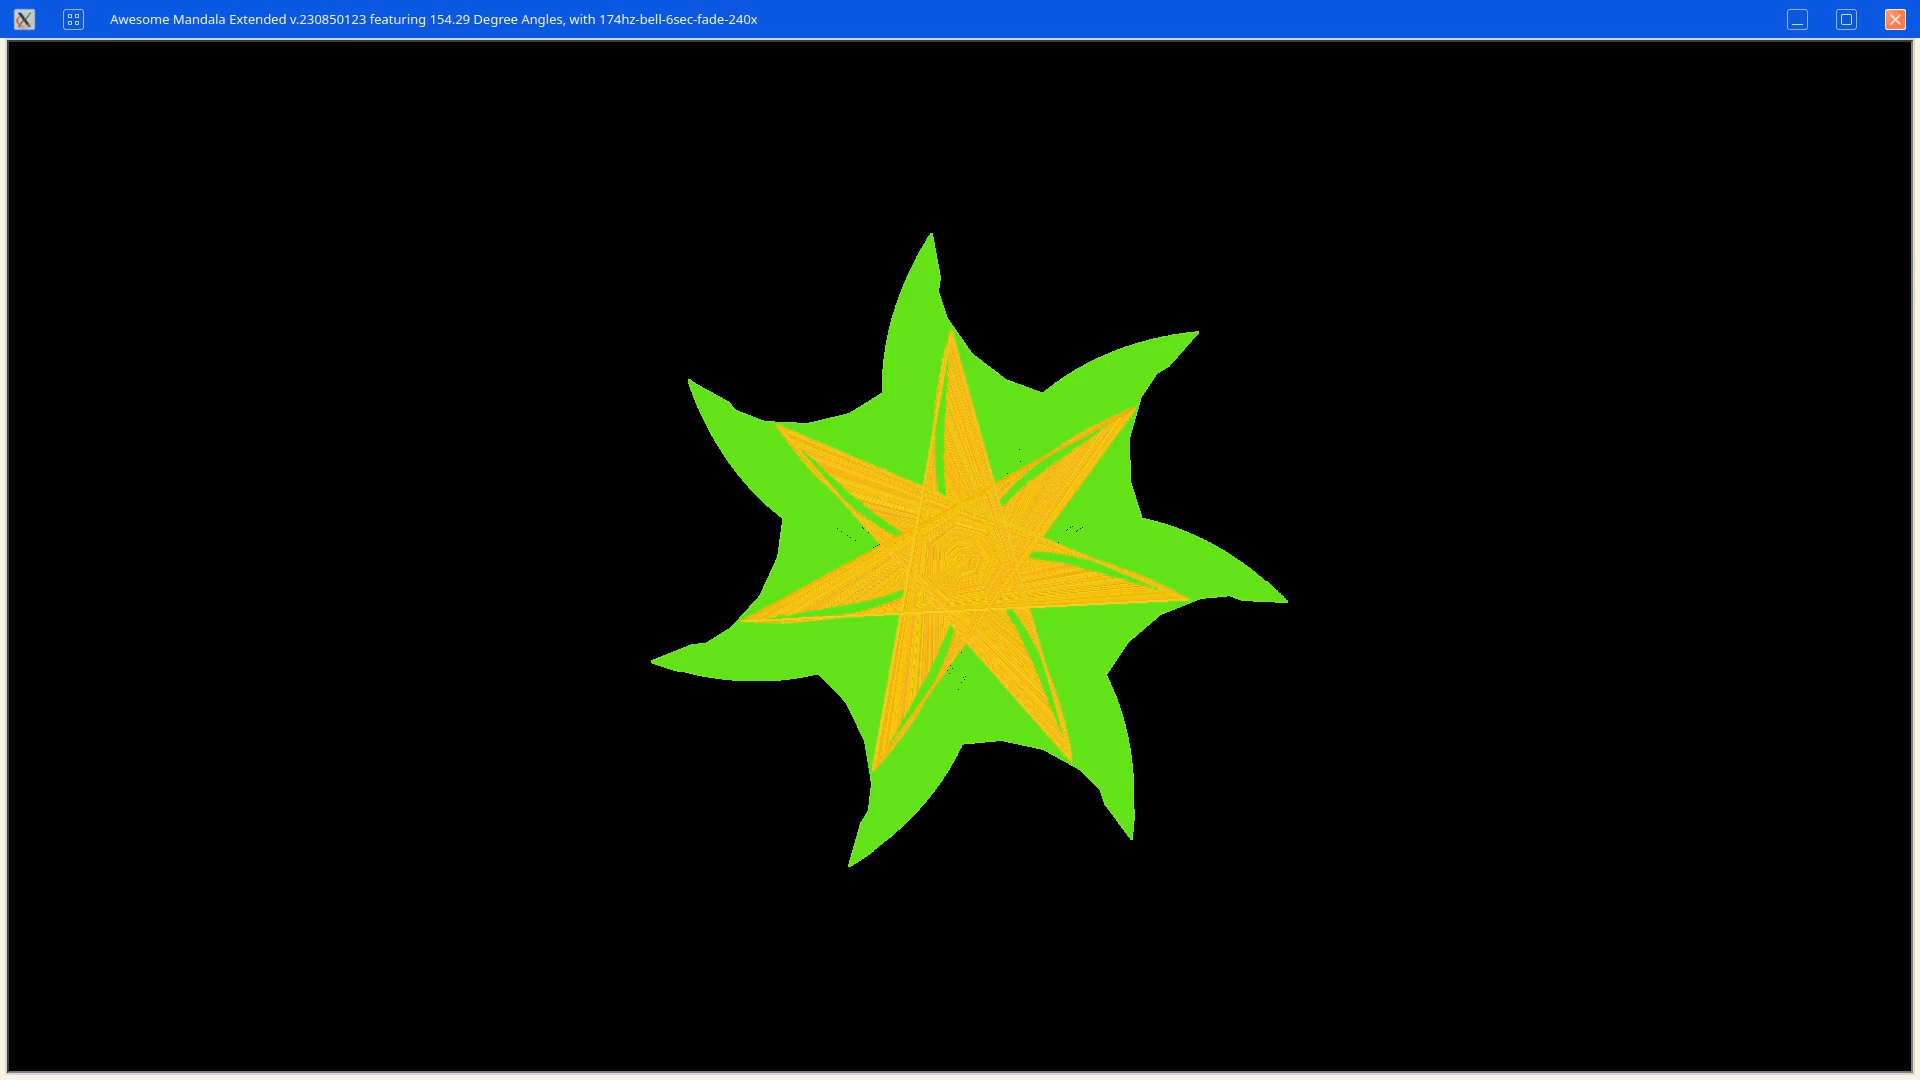 Awesome Mandala Extended v.230850123 featuring 154.29 Degree Angles, with 174hz-bell-6sec-fade-240x